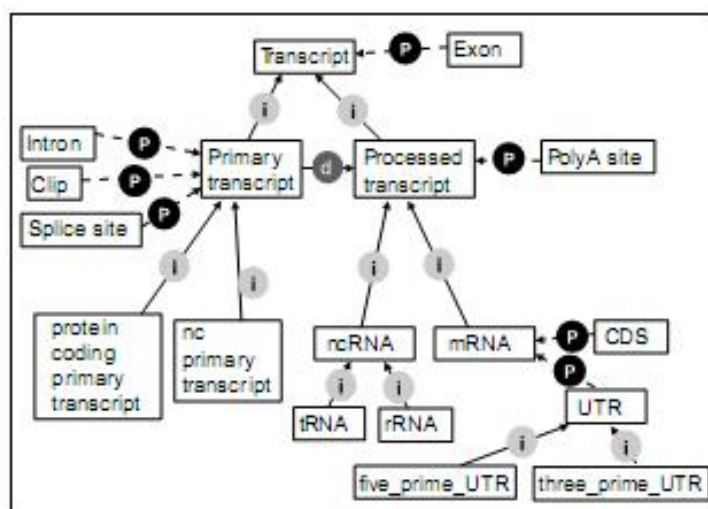 Transcript
P
Exon
i
i
Intron
P
Clip
P
Splice site
P
Primary
transcript
d
Processed
transcript
P
PolyA site
i
i
i
i
protein
coding
primary
transcript
nc
primary
transcript
ncRNA
mRNA
P
CDS
P
UTR
i
i
tRNA
rRNA
i
i
five_prime_UTR
three_prime_UTR